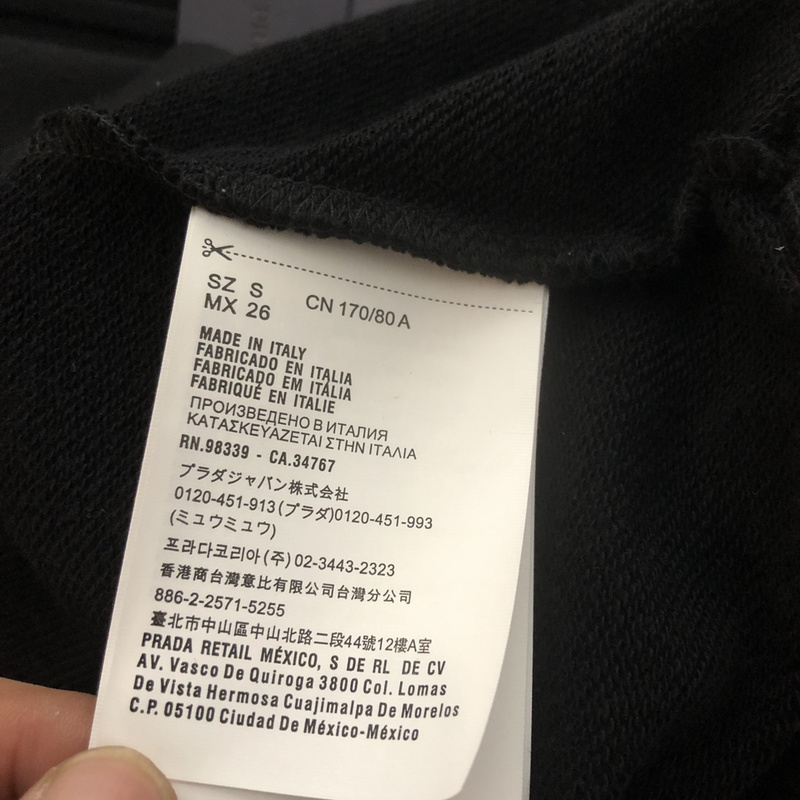 SZ S CN 170/80 A
MX 26
MADE IN ITALY
FABRICADO EN ITALIA
FABRICADO EM ITÁLIA
FABRIQUÉ EN ITALIE
ПРОИЗВЕДЕНО В ИТАЛИЯ
ΚΑΤΑΣΚΕΥΑΖΕΤΑΙ ΣΤΗΝ ΙΤΑΛΙΑ
RN.98339 - CA.34767
プラダジャパン株式会社
0120-451-913(プラダ)0120-451-993
(ミュウミュウ)
프라다코리아(주) 02-3443-2323
香港商台灣意比有限公司台灣分公司
886-2-2571-5255
臺北市中山區中山北路二段44號12樓A室
PRADA RETAIL MÉXICO, S DE RL DE CV
AV. Vasco De Quiroga 3800 Col. Lomas
De Vista Hermosa Cuajimalpa De Morelos
C.P. 05100 Ciudad De México-México